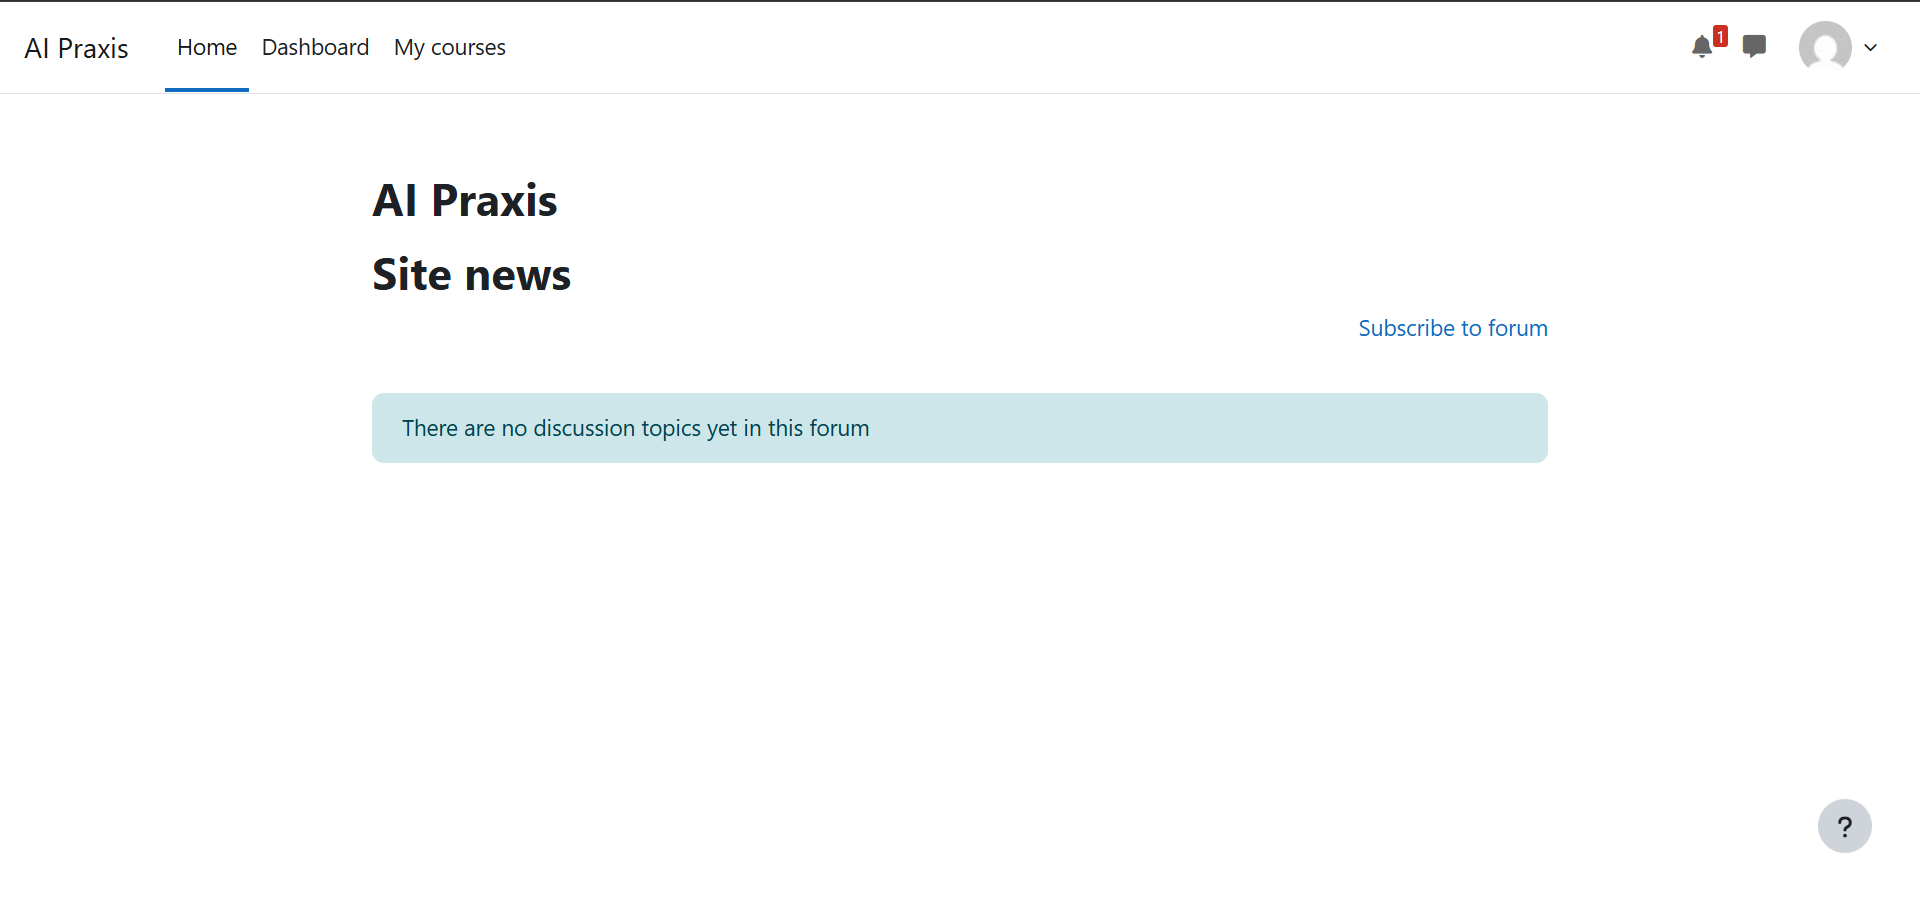 AI Praxis
Home
Dashboard
My courses
1
AI Praxis
Site news
Subscribe to forum
There are no discussion topics yet in this forum
?